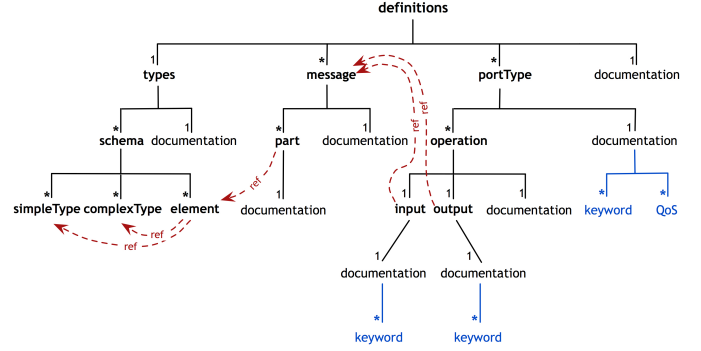 definitions
1 * * 1
types message portType documentation
* 1 * 1 * 1
schema documentation part documentation operation documentation
ref ref
ref
* * * 1 1 1 1 * *
simpleType complexType element documentation input output documentation keyword QoS
ref
ref
1 1
documentation documentation
* *
keyword keyword